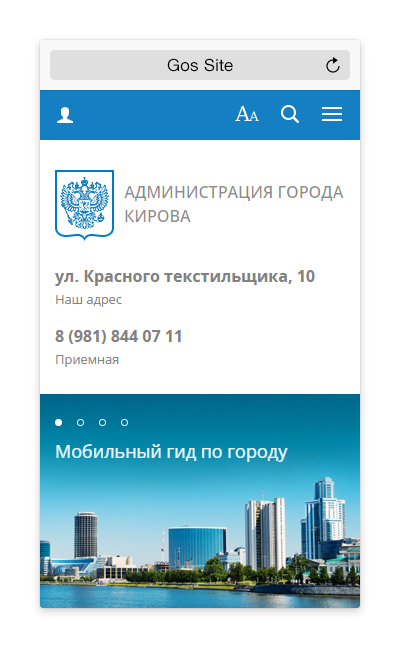 Gos Site
AA
АДМИНИСТРАЦИЯ ГОРОДА
КИРОВА
ул. Красного текстильщика, 10
Наш адрес
8 (981) 844 07 11
Приемная
Мобильный гид по городу